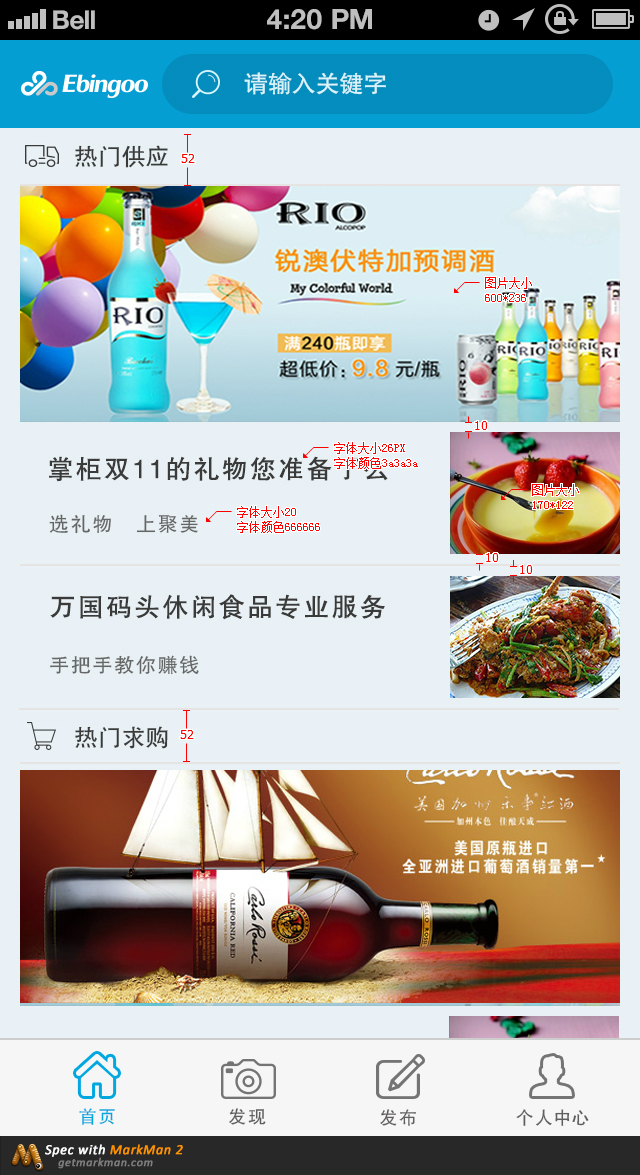 Bell 4:20 PM
Ebingoo 请输入关键字
热门供应 52
RIO
ALCOPOP
锐澳伏特加预调酒
My Colorful World
图片大小
600*236
满240瓶即享
超低价：9.8 元/瓶
RIO
RIO
RIO
RIO
RIO
10
字体大小26PX
字体颜色3a3a3a
掌柜双11的礼物您准备了么
图片大小
170*122
选礼物 上聚美
字体大小20
字体颜色666666
10
10
万国码头休闲食品专业服务
手把手教你赚钱
热门求购 52
Carlo Rossi
美国加州乐事红酒
加州本色 佳酿天成
美国原瓶进口
全亚洲进口葡萄酒销量第一★
Carlo Rossi
CALIFORNIA RED
CARLO ROSSI
首页 发现 发布 个人中心
Spec with MarkMan 2
getmarkman.com